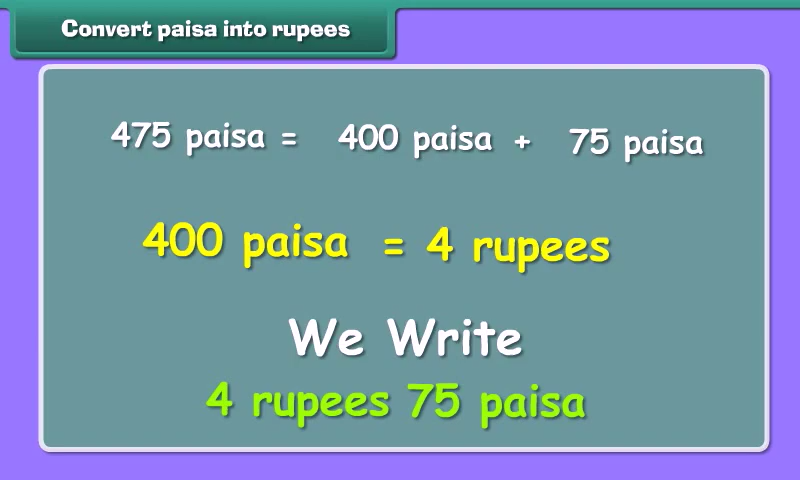 Convert paisa into rupees
475 paisa = 400 paisa + 75 paisa
400 paisa = 4 rupees
We Write
4 rupees 75 paisa